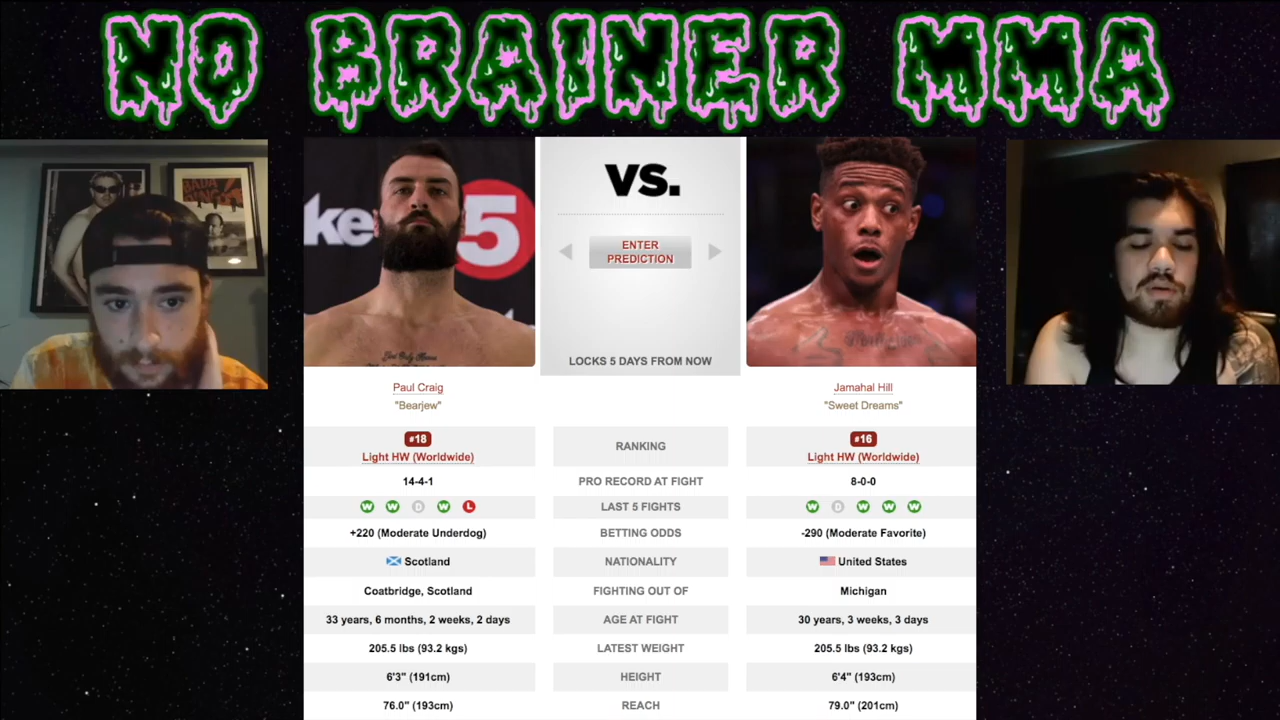 NO BRAINER MMA
BADA
ke 5
VS.
ENTER
PREDICTION
LOCKS 5 DAYS FROM NOW
Paul Craig
"Bearjew"
Jamahal Hill
"Sweet Dreams"
#18
Light HW (Worldwide)
RANKING
#16
Light HW (Worldwide)
14-4-1
PRO RECORD AT FIGHT
8-0-0
W W D W L
LAST 5 FIGHTS
W D W W W
+220 (Moderate Underdog)
BETTING ODDS
-290 (Moderate Favorite)
Scotland
NATIONALITY
United States
Coatbridge, Scotland
FIGHTING OUT OF
Michigan
33 years, 6 months, 2 weeks, 2 days
AGE AT FIGHT
30 years, 3 weeks, 3 days
205.5 lbs (93.2 kgs)
LATEST WEIGHT
205.5 lbs (93.2 kgs)
6'3" (191cm)
HEIGHT
6'4" (193cm)
76.0" (193cm)
REACH
79.0" (201cm)